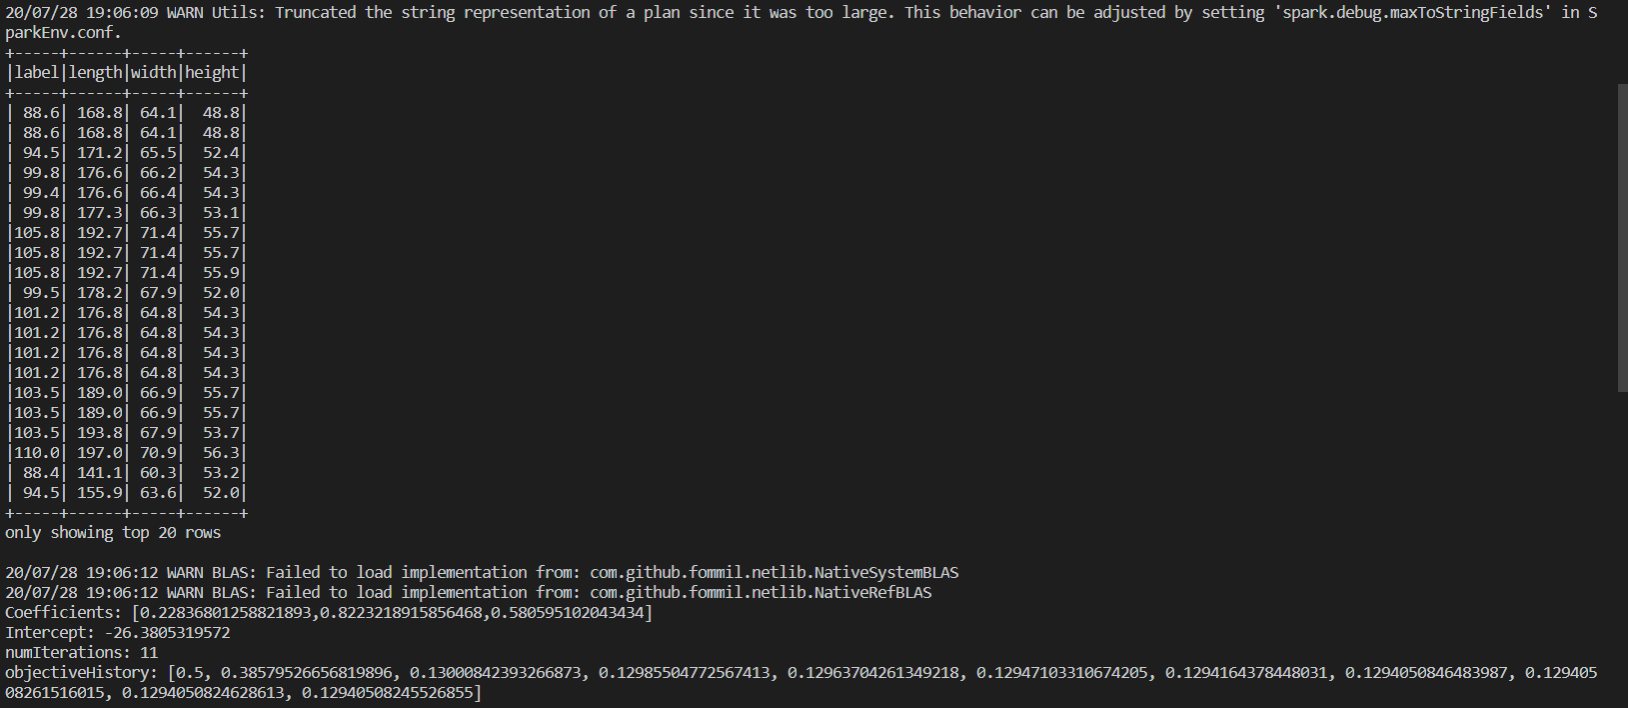 20/07/28 19:06:09 WARN Utils: Truncated the string representation of a plan since it was too large. This behavior can be adjusted by setting 'spark.debug.maxToStringFields' in S
parkEnv.conf.
+-----+------+-----+------+
|label|length|width|height|
+-----+------+-----+------+
| 88.6| 168.8| 64.1|  48.8|
| 88.6| 168.8| 64.1|  48.8|
| 94.5| 171.2| 65.5|  52.4|
| 99.8| 176.6| 66.2|  54.3|
| 99.4| 176.6| 66.4|  54.3|
| 99.8| 177.3| 66.3|  53.1|
|105.8| 192.7| 71.4|  55.7|
|105.8| 192.7| 71.4|  55.7|
|105.8| 192.7| 71.4|  55.9|
| 99.5| 178.2| 67.9|  52.0|
|101.2| 176.8| 64.8|  54.3|
|101.2| 176.8| 64.8|  54.3|
|101.2| 176.8| 64.8|  54.3|
|101.2| 176.8| 64.8|  54.3|
|103.5| 189.0| 66.9|  55.7|
|103.5| 189.0| 66.9|  55.7|
|103.5| 193.8| 67.9|  53.7|
|110.0| 197.0| 70.9|  56.3|
| 88.4| 141.1| 60.3|  53.2|
| 94.5| 155.9| 63.6|  52.0|
+-----+------+-----+------+
only showing top 20 rows
20/07/28 19:06:12 WARN BLAS: Failed to load implementation from: com.github.fommil.netlib.NativeSystemBLAS
20/07/28 19:06:12 WARN BLAS: Failed to load implementation from: com.github.fommil.netlib.NativeRefBLAS
Coefficients: [0.22836801258821893,0.8223218915856468,0.580595102043434]
Intercept: -26.3805319572
numIterations: 11
objectiveHistory: [0.5, 0.38579526656819896, 0.13000842393266873, 0.12985504772567413, 0.12963704261349218, 0.12947103310674205, 0.1294164378448031, 0.1294050846483987, 0.129405
08261516015, 0.1294050824628613, 0.12940508245526855]